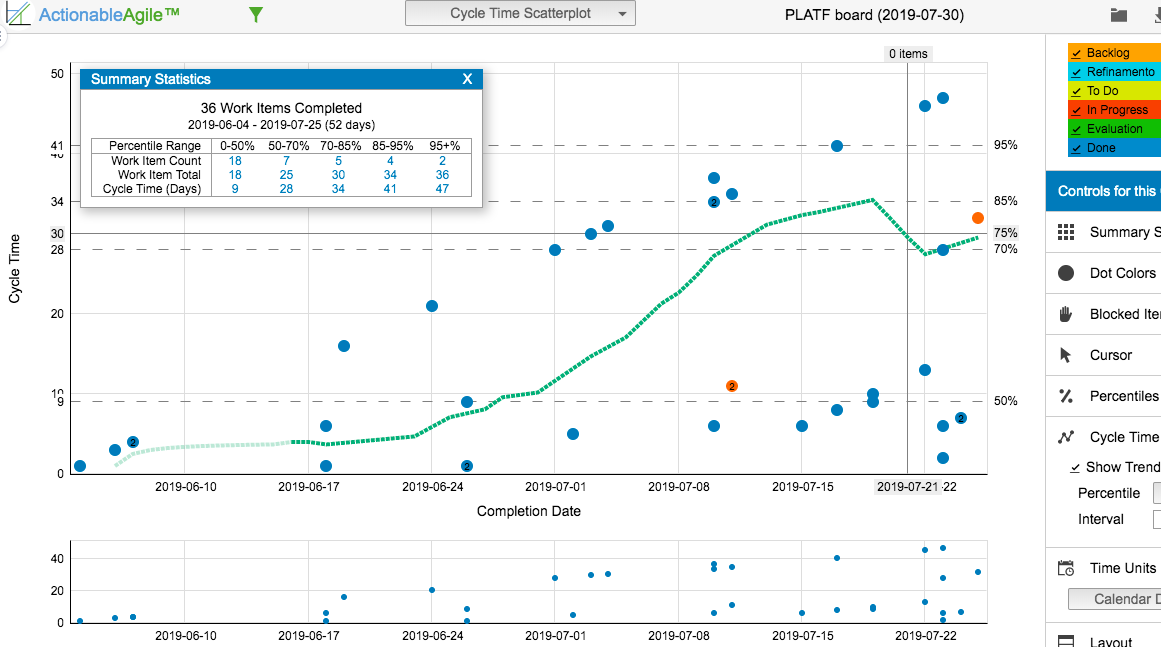 ActionableAgile™
Cycle Time Scatterplot
PLATF board (2019-07-30)
0 items
Backlog
Refinamento
To Do
In Progress
Evaluation
Done
Summary Statistics X
36 Work Items Completed
2019-06-04 - 2019-07-25 (52 days)
Percentile Range 0-50% 50-70% 70-85% 85-95% 95+%
Work Item Count 18 7 5 4 2
Work Item Total 18 25 30 34 36
Cycle Time (Days) 9 28 34 41 47
50
41
34
30
28
20
10
9
0
Cycle Time
95%
85%
75%
70%
50%
2
2
2
2
2
2019-06-10 2019-06-17 2019-06-24 2019-07-01 2019-07-08 2019-07-15 2019-07-21 -22
Completion Date
40
20
0
2019-06-10 2019-06-17 2019-06-24 2019-07-01 2019-07-08 2019-07-15 2019-07-22
Controls for this
Summary S
Dot Colors
Blocked Ite
Cursor
Percentiles
Cycle Time
Show Trend
Percentile
Interval
Time Units
Calendar D
Layout